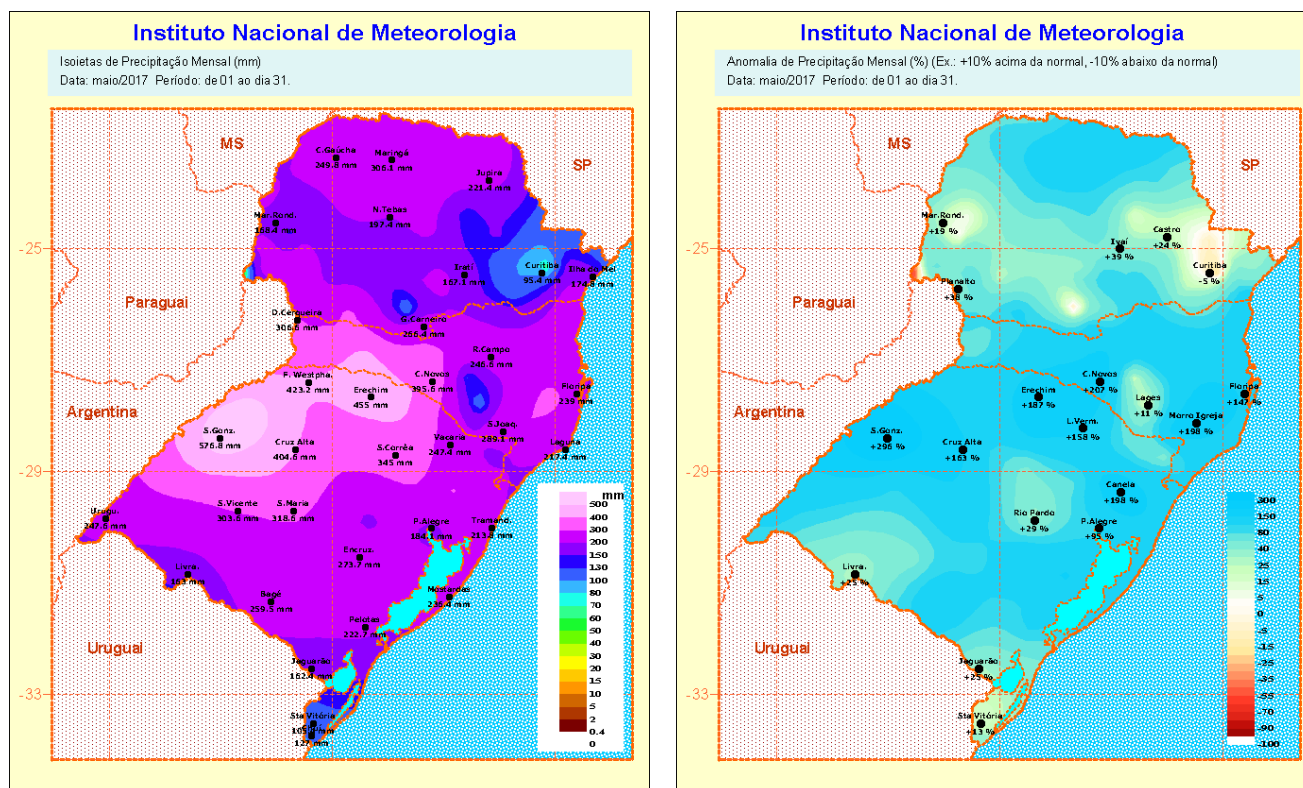 Instituto Nacional de Meteorologia
Isoietas de Precipitação Mensal (mm)
Data: maio/2017 Período: de 01 ao dia 31.
MS
SP
C.Gaúcha
249.8 mm
Maringá
306.1 mm
Jupira
221.4 mm
Mar.Rond.
168.4 mm
N.Tebas
197.4 mm
-25
Irati
167.1 mm
Curitiba
95.4 mm
Ilha do Mel
174.8 mm
Paraguai
D.Cerqueira
306.6 mm
G.Carneiro
266.4 mm
R.Campo
246.6 mm
F. Westpha.
423.2 mm
Erechim
455 mm
C.Novos
395.6 mm
Floripa
239 mm
Argentina
S.Gonz.
576.8 mm
Cruz Alta
404.6 mm
S.Corrêa
345 mm
Vacaria
247.4 mm
S.Joaq.
289.1 mm
Laguna
217.4 mm
-29
S.Vicente
303.6 mm
S.Maria
318.6 mm
Urugu.
247.6 mm
P.Alegre
184.1 mm
Tramand.
213.8 mm
Encruz.
273.7 mm
Livra.
163 mm
Bagé
259.5 mm
Mostardas
236.4 mm
Pelotas
222.7 mm
Uruguai
Jaguarão
162.4 mm
-33
Sta Vitória
127 mm
mm
500
400
300
200
150
130
100
80
70
60
50
40
30
20
15
10
5
2
0.4
0
Instituto Nacional de Meteorologia
Anomalia de Precipitação Mensal (%) (Ex.: +10% acima da normal, -10% abaixo da normal)
Data: maio/2017 Período: de 01 ao dia 31.
MS
SP
Mar.Rond.
+19 %
Ivaí
+39 %
Castro
+24 %
-25
Curitiba
-5 %
Planalto
+38 %
Paraguai
C.Novos
+207 %
Erechim
+187 %
Lages
+11 %
Floripa
+147 %
Argentina
S.Gonz.
+296 %
Cruz Alta
+163 %
L.Verm.
+158 %
Morro Igreja
+198 %
-29
Canela
+198 %
Rio Pardo
+29 %
P.Alegre
+95 %
Livra.
+25 %
Uruguai
Jaguarão
+25 %
-33
Sta Vitória
+13 %
300
150
80
40
25
15
5
0
-5
-15
-25
-35
-55
-70
-90
-100